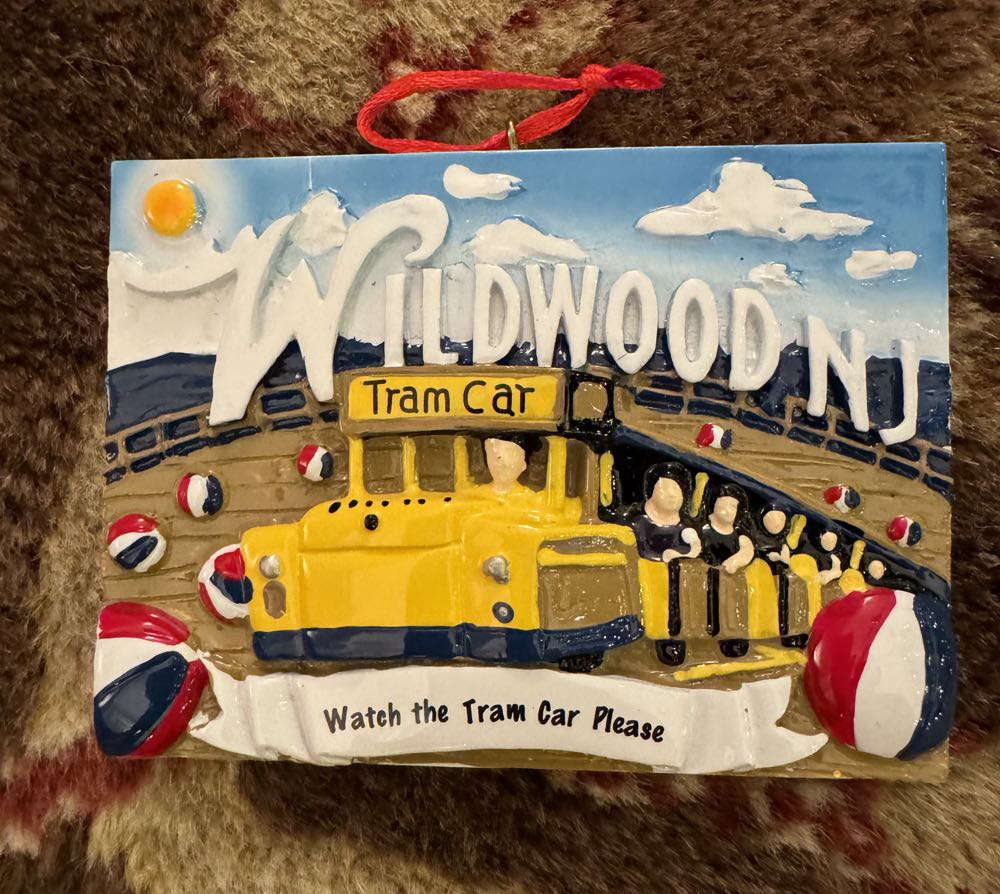 WILDWOOD NJ
Tram Car
Watch the Tram Car Please